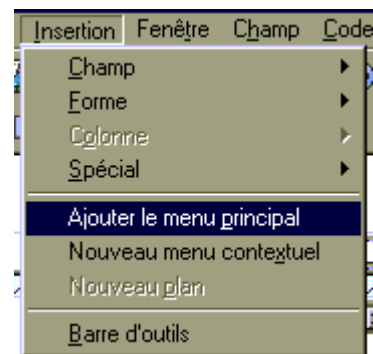 Insertion Fenêtre Champ Code
Champ
Forme
Colonne
Spécial
Ajouter le menu principal
Nouveau menu contextuel
Nouveau plan
Barre d'outils